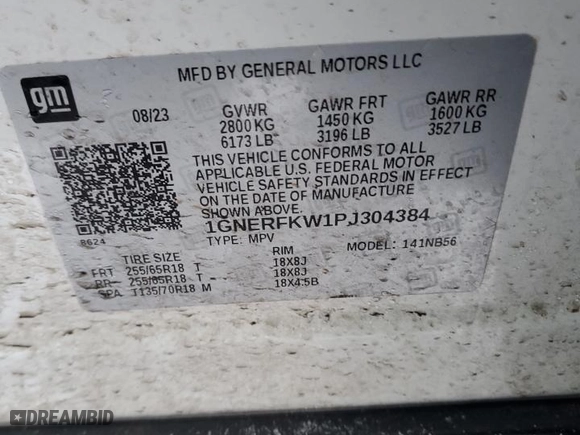 gm
MFD BY GENERAL MOTORS LLC
08/23 GVWR GAWR FRT GAWR RR
2800 KG 1450 KG 1600 KG
6173 LB 3196 LB 3527 LB
THIS VEHICLE CONFORMS TO ALL
APPLICABLE U.S. FEDERAL MOTOR
VEHICLE SAFETY STANDARDS IN EFFECT
ON THE DATE OF MANUFACTURE
SHOWN ABOVE.
8624 1GNERFKW1PJ304384
TYPE: MPV MODEL: 141NB56
TIRE SIZE RIM
FRT 255/65R18 T 18X8J
RR 255/65R18 T 18X8J
SPA T135/70R18 M 18X4.5B
DREAMBID